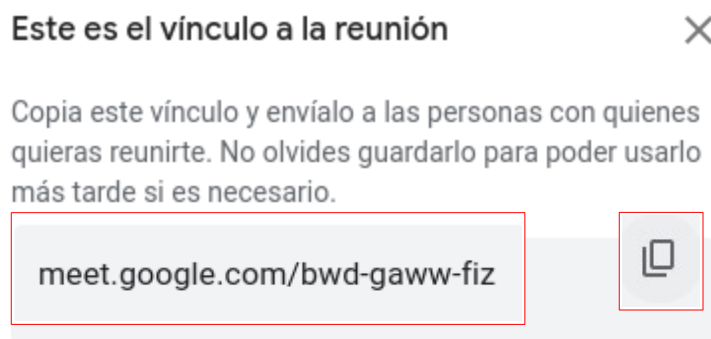 Este es el vínculo a la reunión
Copia este vínculo y envíalo a las personas con quienes
quieras reunirte. No olvides guardarlo para poder usarlo
más tarde si es necesario.
meet.google.com/bwd-gaww-fiz